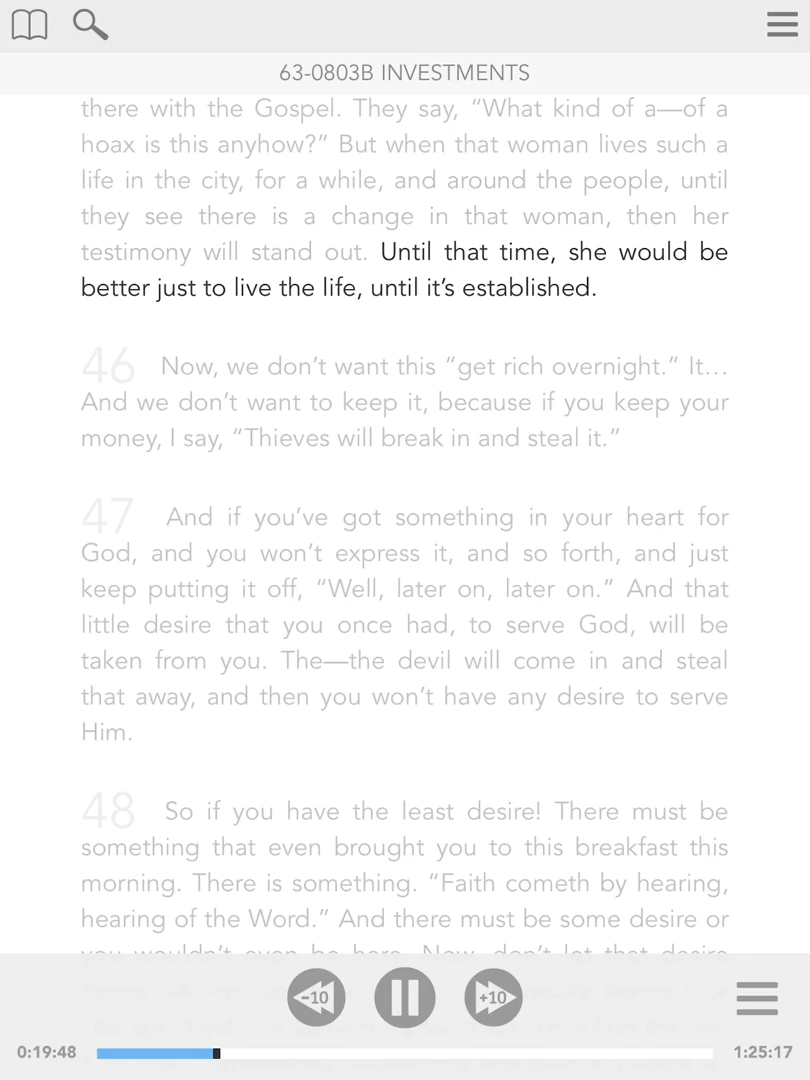 63-0803B INVESTMENTS
there with the Gospel. They say, “What kind of a—of a
hoax is this anyhow?” But when that woman lives such a
life in the city, for a while, and around the people, until
they see there is a change in that woman, then her
testimony will stand out. Until that time, she would be
better just to live the life, until it’s established.
46 Now, we don’t want this “get rich overnight.” It…
And we don’t want to keep it, because if you keep your
money, I say, “Thieves will break in and steal it.”
47 And if you’ve got something in your heart for
God, and you won’t express it, and so forth, and just
keep putting it off, “Well, later on, later on.” And that
little desire that you once had, to serve God, will be
taken from you. The—the devil will come in and steal
that away, and then you won’t have any desire to serve
Him.
48 So if you have the least desire! There must be
something that even brought you to this breakfast this
morning. There is something. “Faith cometh by hearing,
hearing of the Word.” And there must be some desire or
you wouldn’t even be here. Now, don’t let that desire
-10 +10
0:19:48 1:25:17